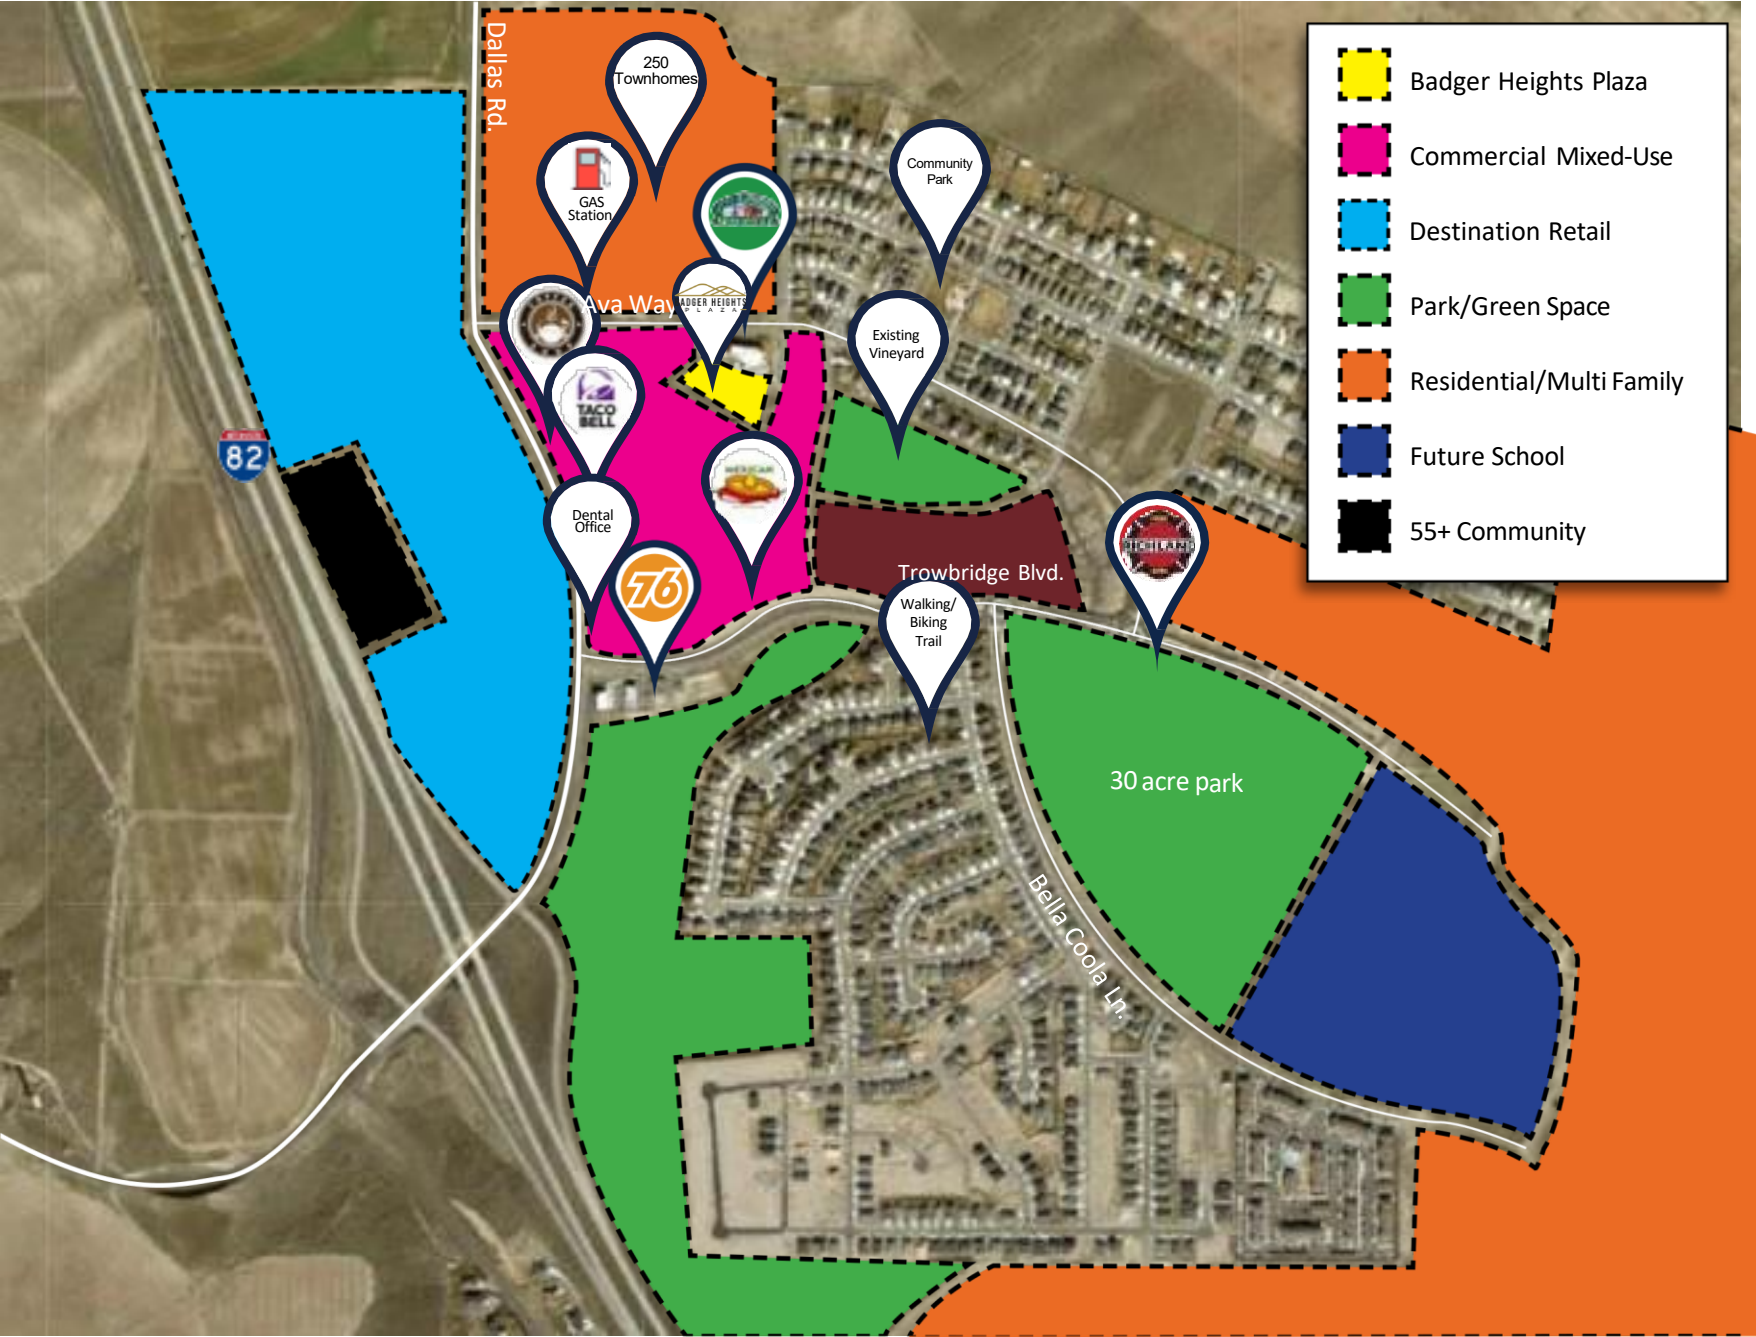 Dallas Rd.
250
Townhomes
GAS
Station
Community
Park
Ava Way
BADGER HEIGHTS
PLAZA
Existing
Vineyard
TACO
BELL
82
Dental
Office
76
RICHLAND
Trowbridge Blvd.
Walking/
Biking
Trail
30 acre park
Bella Coola Ln.
Badger Heights Plaza
Commercial Mixed-Use
Destination Retail
Park/Green Space
Residential/Multi Family
Future School
55+ Community